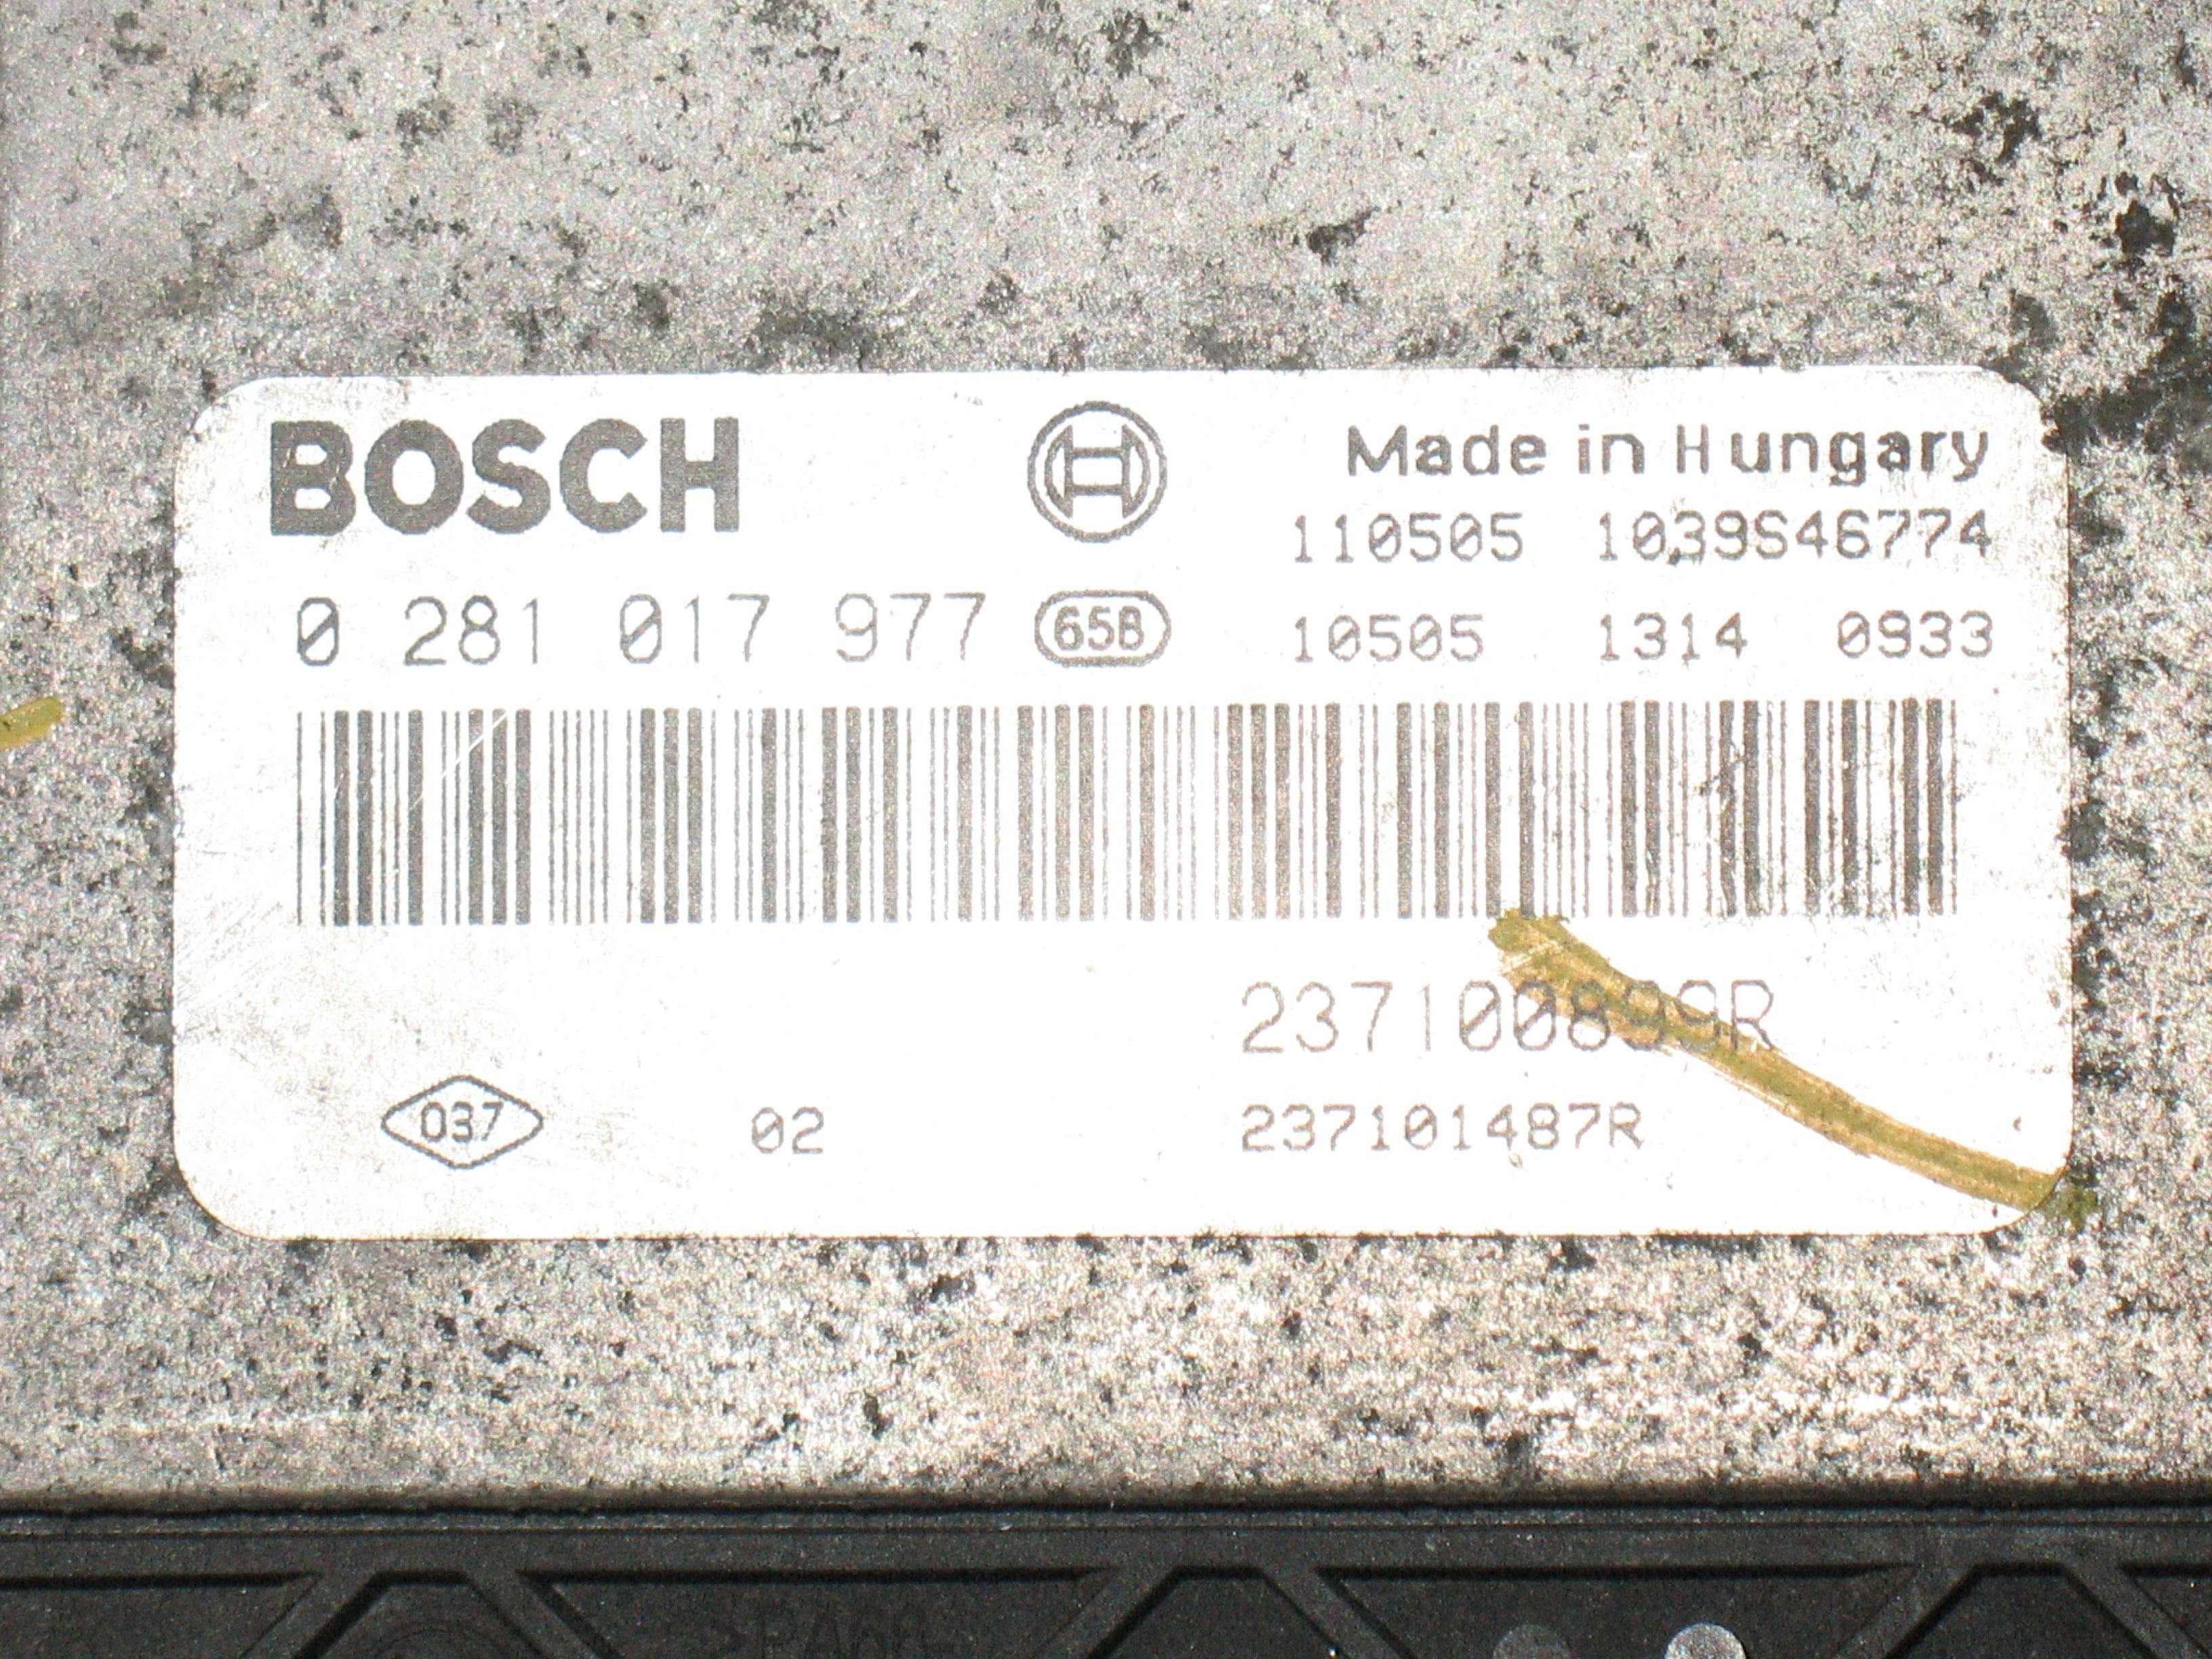 BOSCH
Made in Hungary
110505 1039S46774
0 281 017 977 65B
10505 1314 0933
237100899R
037 02 237101487R